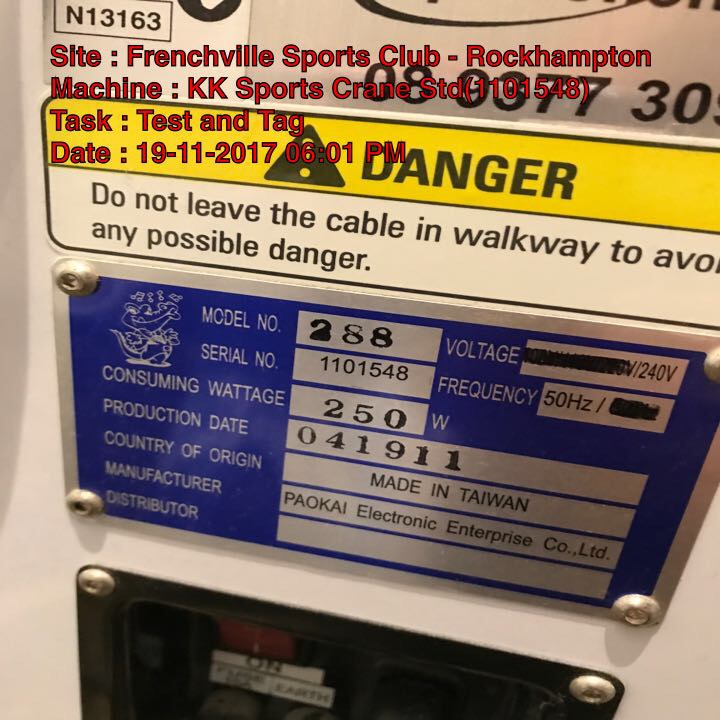 N13163
Site : Frenchville Sports Club - Rockhampton
Machine : KK Sports Crane Std(1101548)
Task : Test and Tag
Date : 19-11-2017 06:01 PM
DANGER
Do not leave the cable in walkway to
any possible danger.
MODEL NO. 288
SERIAL NO. 1101548
CONSUMING WATTAGE 250 W
PRODUCTION DATE 041911
COUNTRY OF ORIGIN MADE IN TAIWAN
MANUFACTURER PAOKAI Electronic Enterprise Co.,Ltd.
DISTRIBUTOR
VOLTAGE V/240V
FREQUENCY 50Hz /
ON
EARTH